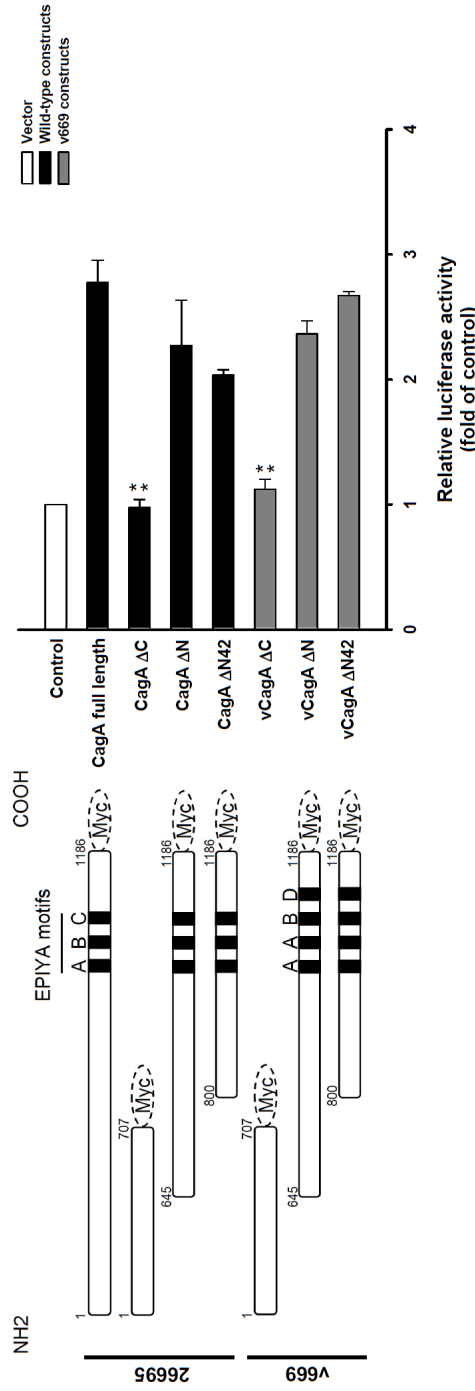 NH2
COOH
EPIYA motifs
A B C
1
1186
Myc
1
707
Myc
645
1186
Myc
800
1186
Myc
1
707
Myc
A A B D
645
1186
Myc
800
1186
Myc
26695
v669
Control
CagA full length
CagA ΔC
CagA ΔN
CagA ΔN42
vCagA ΔC
vCagA ΔN
vCagA ΔN42
**
**
Vector
Wild-type constructs
v669 constructs
0 1 2 3 4
Relative luciferase activity
(fold of control)